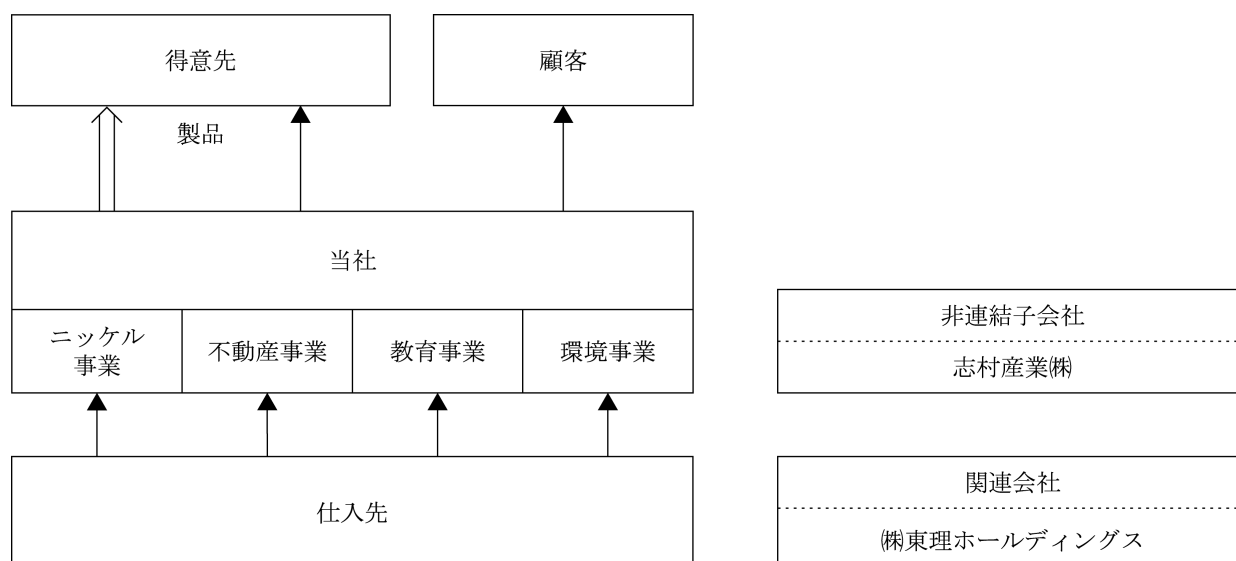 得意先
顧客
製品
当社
ニッケル
事業
不動産事業
教育事業
環境事業
仕入先
非連結子会社
志村産業㈱
関連会社
㈱東理ホールディングス